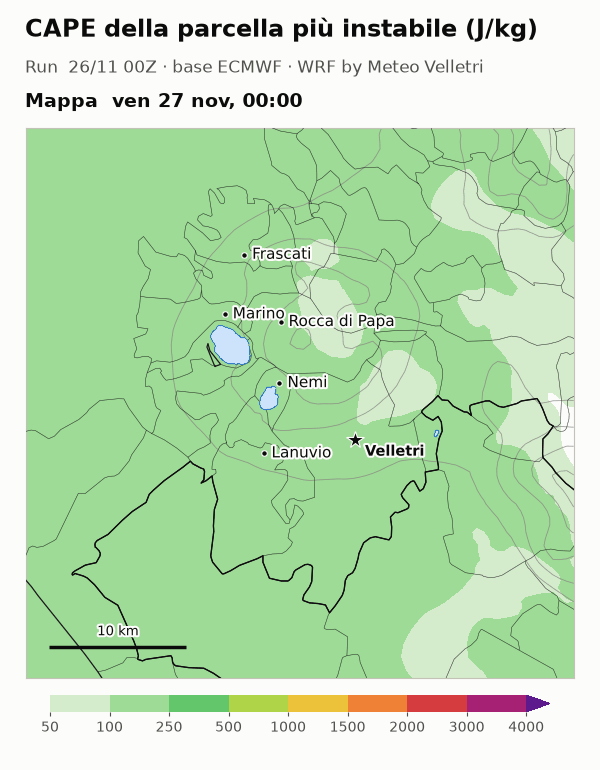 CAPE della parcella più instabile (J/kg)
Run  26/11 00Z · base ECMWF · WRF by Meteo Velletri
Mappa  ven 27 nov, 00:00
Frascati
Marino
Rocca di Papa
Nemi
Velletri
Lanuvio
10 km
50 100 250 500 1000 1500 2000 3000 4000